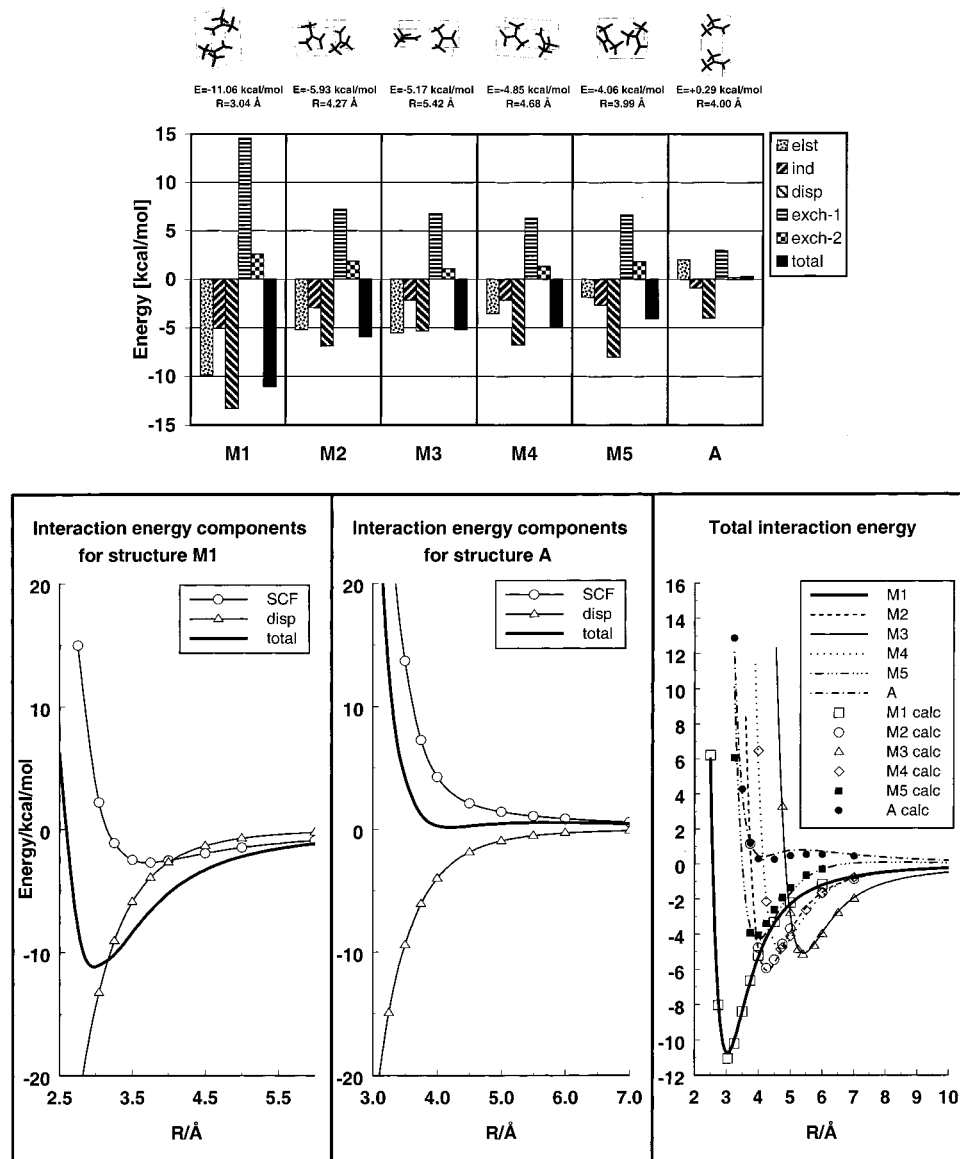 E=-11.06 kcal/mol E=-5.93 kcal/mol E=-5.17 kcal/mol E=-4.85 kcal/mol E=-4.06 kcal/mol E=+0.29 kcal/mol
R=3.04 Å R=4.27 Å R=5.42 Å R=4.68 Å R=3.99 Å R=4.00 Å
Energy [kcal/mol]
15
10
5
0
-5
-10
-15
elst
ind
disp
exch-1
exch-2
total
M1 M2 M3 M4 M5 A
Interaction energy components
for structure M1
SCF
disp
total
Energy/kcal/mol
20
10
0
-10
-20
2.5 3.5 4.5 5.5
R/Å
Interaction energy components
for structure A
SCF
disp
total
20
10
0
-10
-20
3.0 4.0 5.0 6.0 7.0
R/Å
Total interaction energy
16
14
12
10
8
6
4
2
0
-2
-4
-6
-8
-10
-12
M1
M2
M3
M4
M5
A
M1 calc
M2 calc
M3 calc
M4 calc
M5 calc
A calc
2 3 4 5 6 7 8 9 10
R/Å